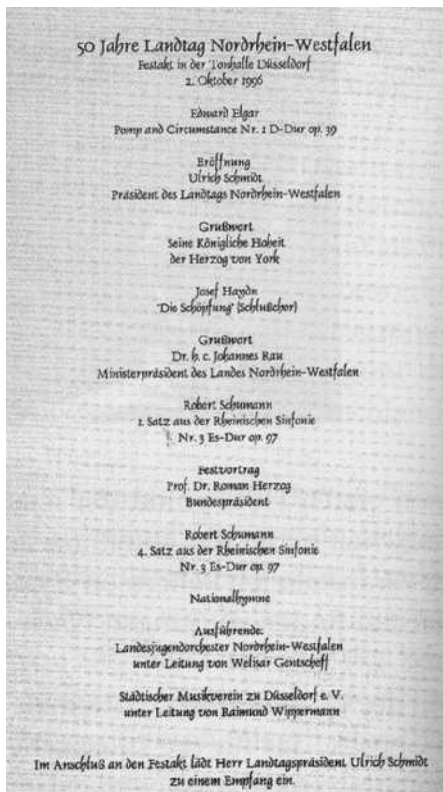 50 Jahre Landtag Nordrhein-Westfalen
Festakt in der Tonhalle Düsseldorf
2. Oktober 1996
Edward Elgar
Pomp and Circumstance Nr. 1 D-Dur op. 39
Eröffnung
Ulrich Schmidt
Präsident des Landtags Nordrhein-Westfalen
Grußwort
Seine Königliche Hoheit
der Herzog von York
Josef Haydn
"Die Schöpfung" (Schlußchor)
Grußwort
Dr. h. c. Johannes Rau
Ministerpräsident des Landes Nordrhein-Westfalen
Robert Schumann
1. Satz aus der Rheinischen Sinfonie
Nr. 3 Es-Dur op. 97
Festvortrag
Prof. Dr. Roman Herzog
Bundespräsident
Robert Schumann
4. Satz aus der Rheinischen Sinfonie
Nr. 3 Es-Dur op. 97
Nationalhymne
Ausführende:
Landesjugendorchester Nordrhein-Westfalen
unter Leitung von Welisar Gentscheff
Städtischer Musikverein zu Düsseldorf e. V.
unter Leitung von Raimund Wippermann
Im Anschluß an den Festakt lädt Herr Landtagspräsident Ulrich Schmidt
zu einem Empfang ein.